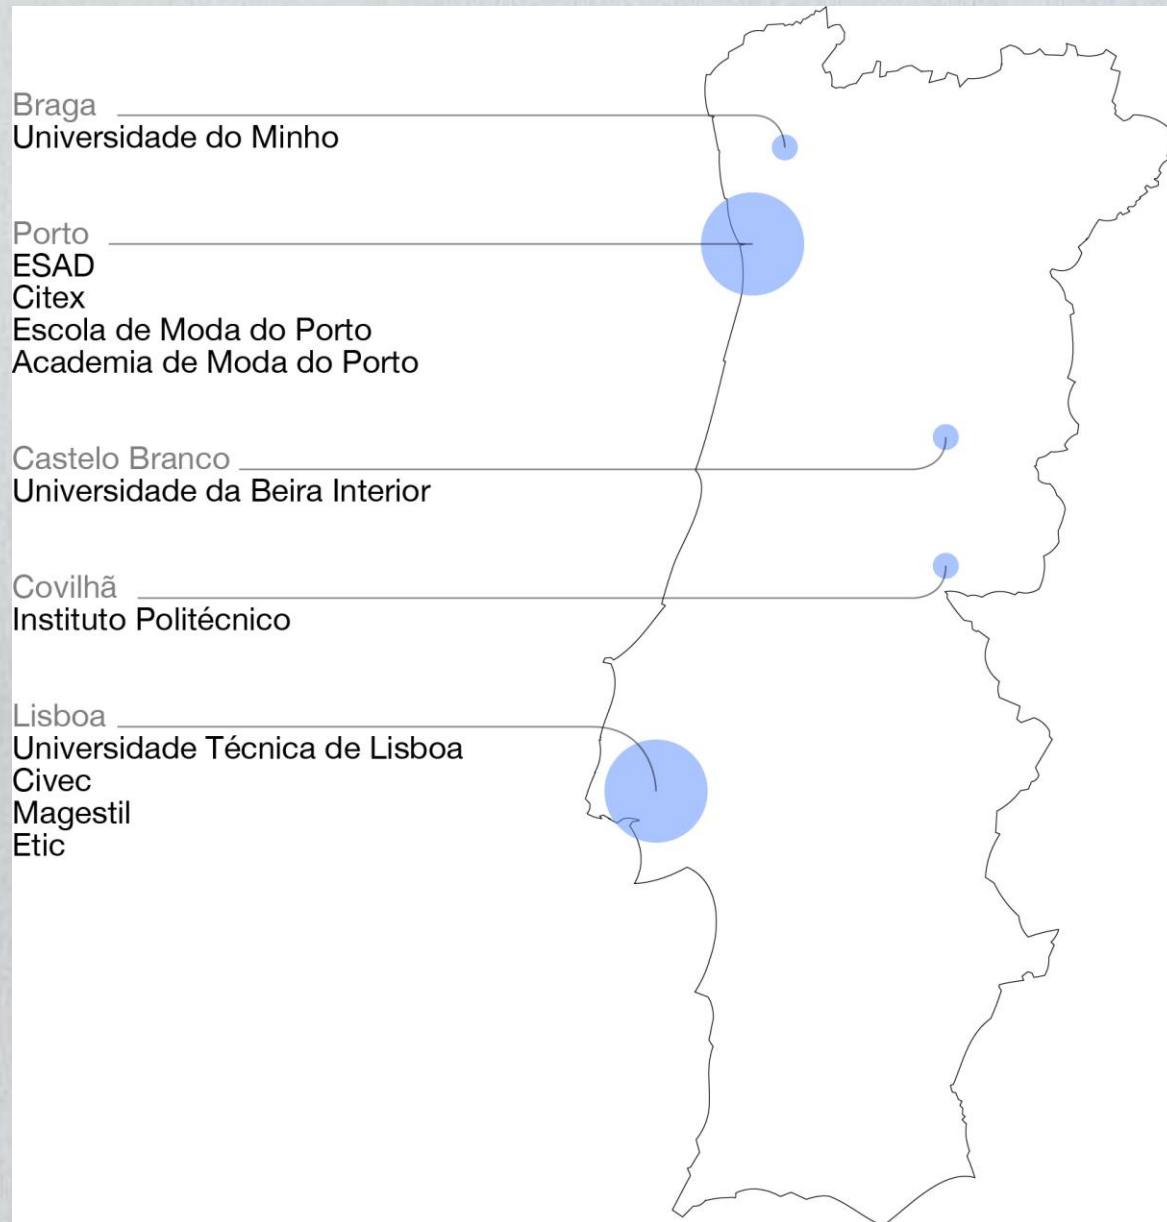 Braga
Universidade do Minho
Porto
ESAD
Citex
Escola de Moda do Porto
Academia de Moda do Porto
Castelo Branco
Universidade da Beira Interior
Covilhã
Instituto Politécnico
Lisboa
Universidade Técnica de Lisboa
Civec
Magestil
Etic